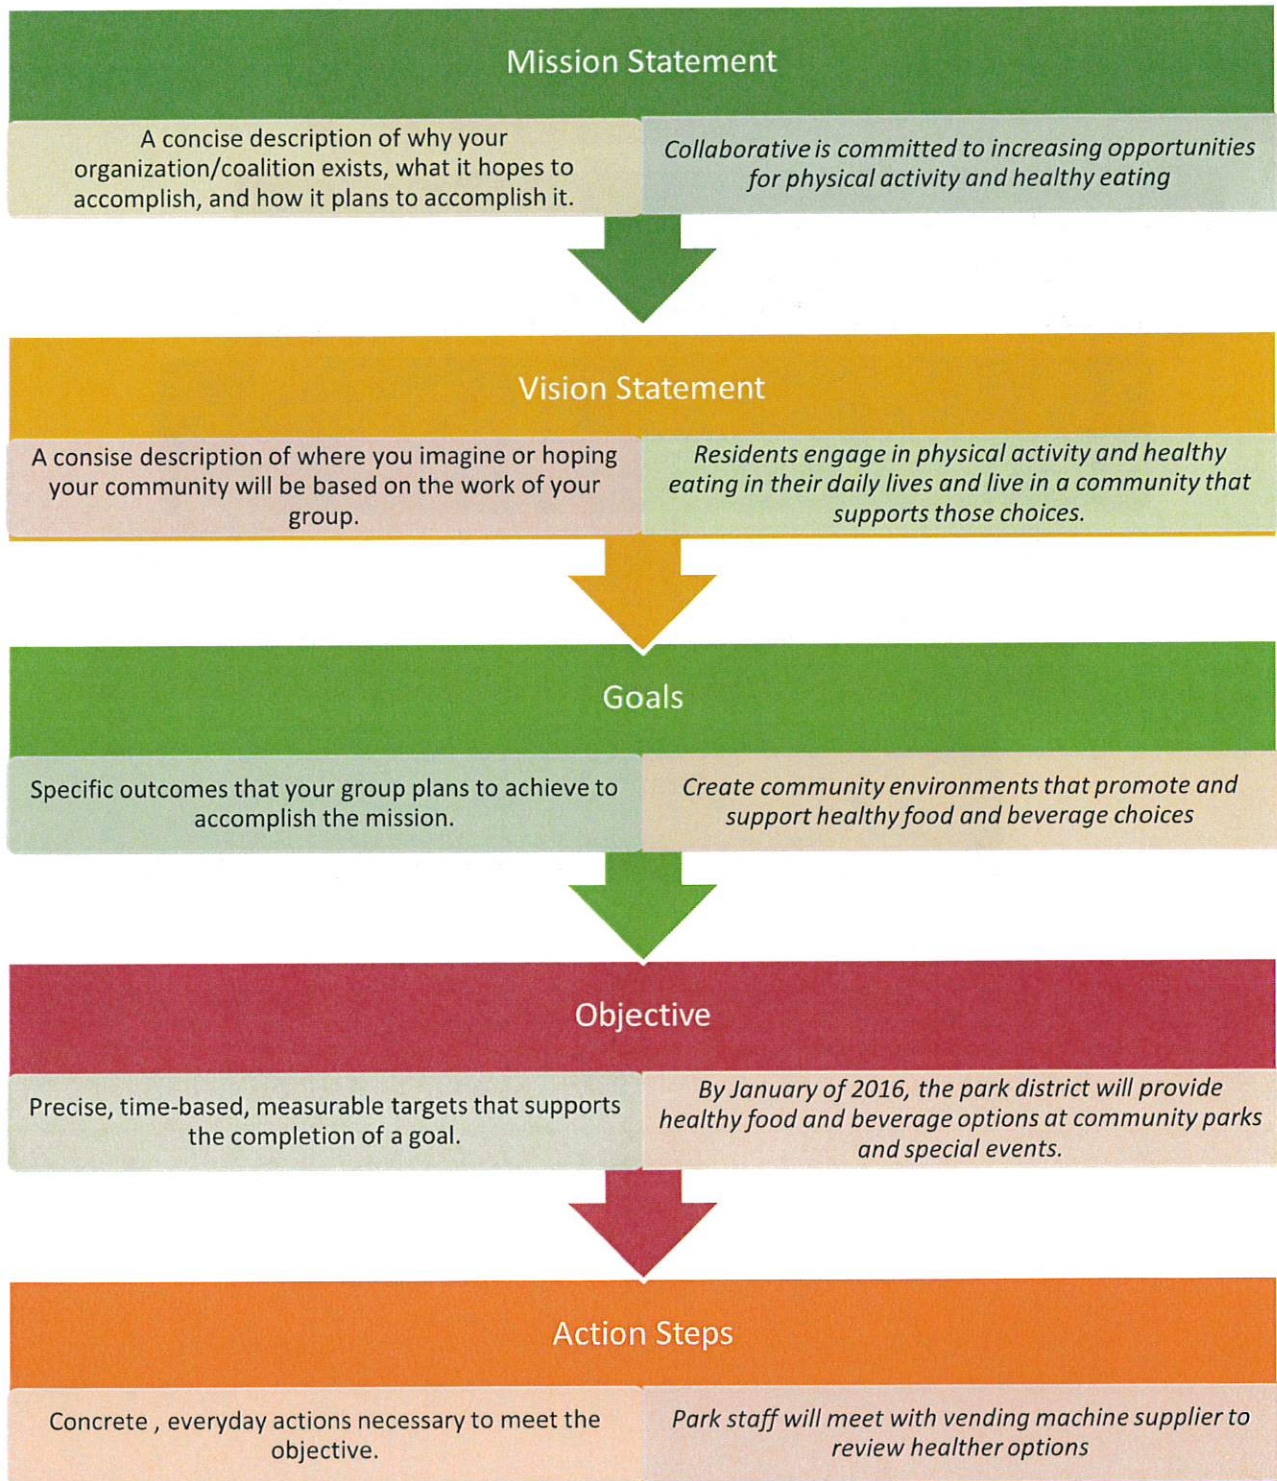 Mission Statement
A concise description of why your
organization/coalition exists, what it hopes to
accomplish, and how it plans to accomplish it.
Collaborative is committed to increasing opportunities
for physical activity and healthy eating
Vision Statement
A consise description of where you imagine or hoping
your community will be based on the work of your
group.
Residents engage in physical activity and healthy
eating in their daily lives and live in a community that
supports those choices.
Goals
Specific outcomes that your group plans to achieve to
accomplish the mission.
Create community environments that promote and
support healthy food and beverage choices
Objective
Precise, time-based, measurable targets that supports
the completion of a goal.
By January of 2016, the park district will provide
healthy food and beverage options at community parks
and special events.
Action Steps
Concrete , everyday actions necessary to meet the
objective.
Park staff will meet with vending machine supplier to
review healther options